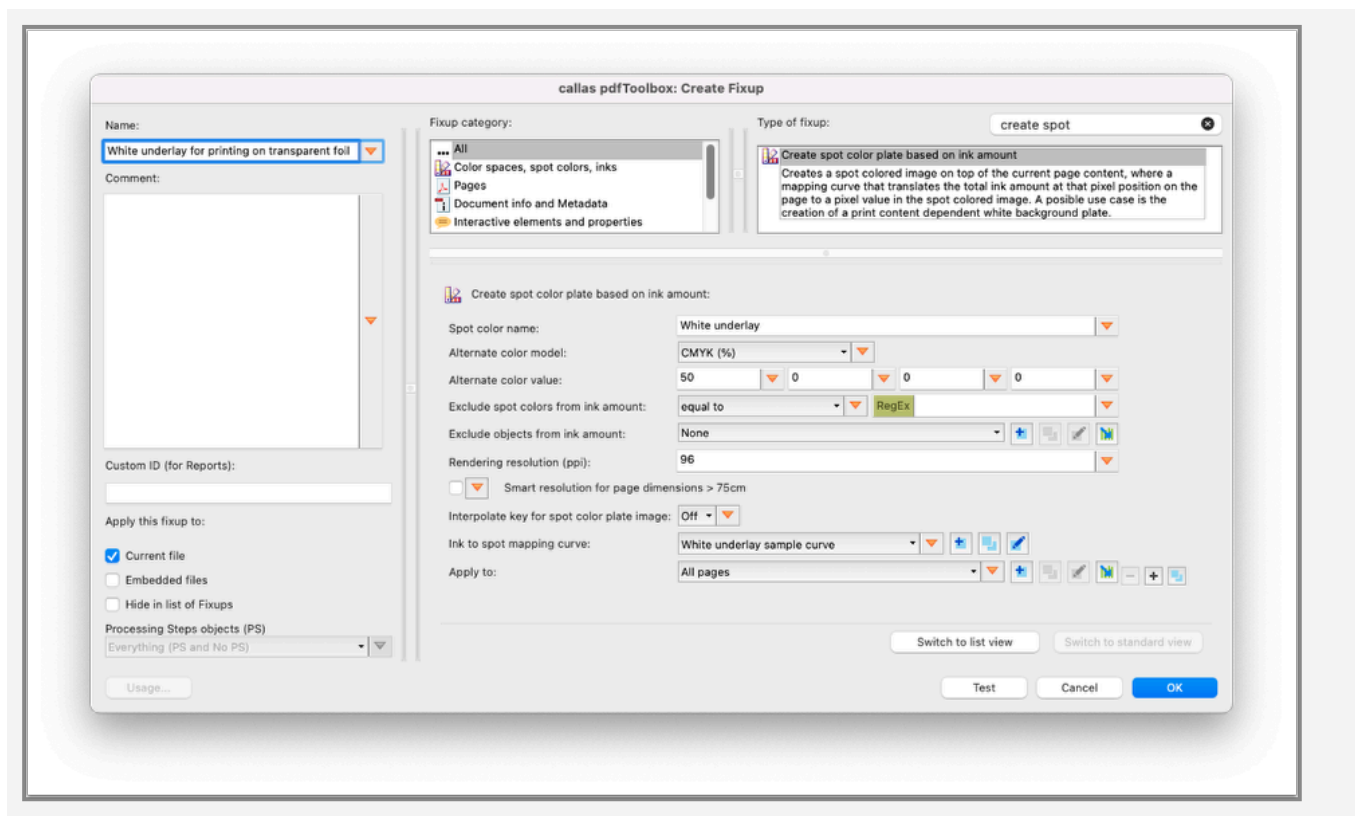 callas pdfToolbox: Create Fixup
Name:
White underlay for printing on transparent foil
Comment:
Custom ID (for Reports):
Apply this fixup to:
Current file
Embedded files
Hide in list of Fixups
Processing Steps objects (PS)
Everything (PS and No PS)
Usage...
Fixup category:
... All
Color spaces, spot colors, inks
Pages
Document info and Metadata
Interactive elements and properties
Type of fixup:
create spot
Create spot color plate based on ink amount
Creates a spot colored image on top of the current page content, where a
mapping curve that translates the total ink amount at that pixel position on the
page to a pixel value in the spot colored image. A posible use case is the
creation of a print content dependent white background plate.
Create spot color plate based on ink amount:
Spot color name: White underlay
Alternate color model: CMYK (%)
Alternate color value: 50 0 0 0
Exclude spot colors from ink amount: equal to RegEx
Exclude objects from ink amount: None
Rendering resolution (ppi): 96
Smart resolution for page dimensions > 75cm
Interpolate key for spot color plate image: Off
Ink to spot mapping curve: White underlay sample curve
Apply to: All pages
Switch to list view Switch to standard view
Test Cancel OK